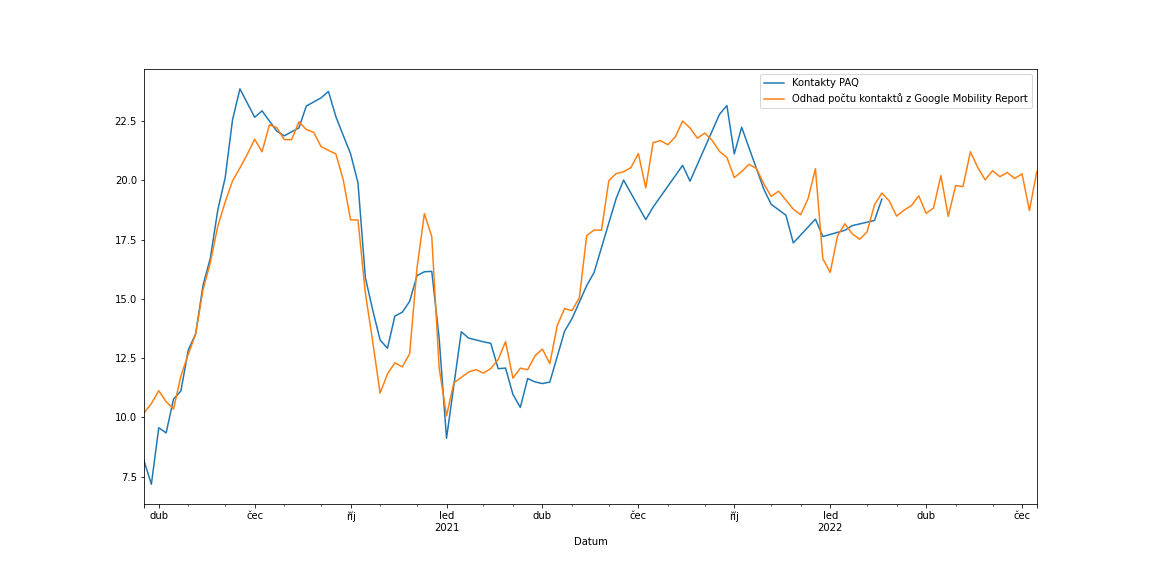 Kontakty PAQ
Odhad počtu kontaktů z Google Mobility Report
22.5
20.0
17.5
15.0
12.5
10.0
7.5
dub čec říj led dub čec říj led dub čec
2021 2022
Datum